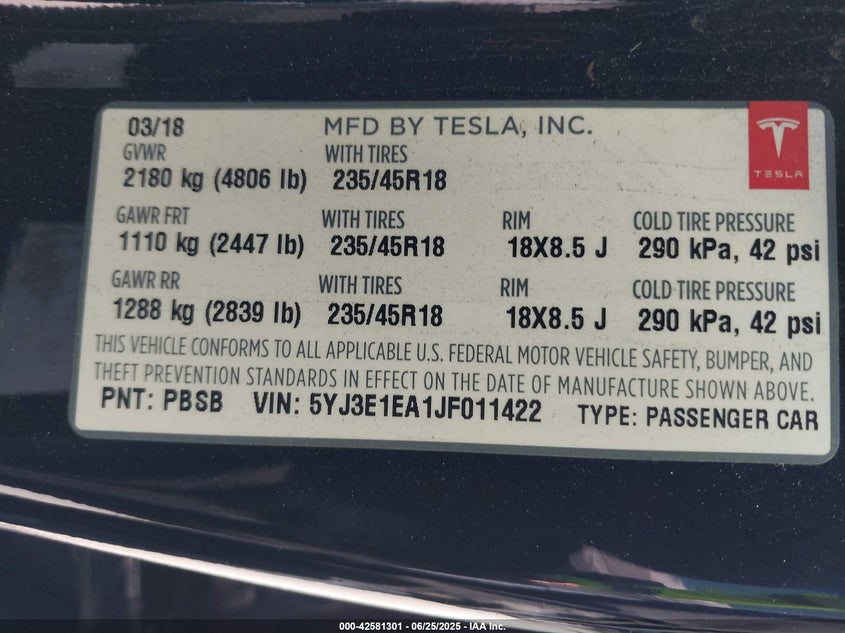 03/18 MFD BY TESLA, INC.
TESLA
GVWR WITH TIRES
2180 kg (4806 lb) 235/45R18
GAWR FRT WITH TIRES RIM COLD TIRE PRESSURE
1110 kg (2447 lb) 235/45R18 18X8.5 J 290 kPa, 42 psi
GAWR RR WITH TIRES RIM COLD TIRE PRESSURE
1288 kg (2839 lb) 235/45R18 18X8.5 J 290 kPa, 42 psi
THIS VEHICLE CONFORMS TO ALL APPLICABLE U.S. FEDERAL MOTOR VEHICLE SAFETY, BUMPER, AND
THEFT PREVENTION STANDARDS IN EFFECT ON THE DATE OF MANUFACTURE SHOWN ABOVE.
PNT: PBSB VIN: 5YJ3E1EA1JF011422 TYPE: PASSENGER CAR
000-42581301 - 06/25/2025 - IAA Inc.